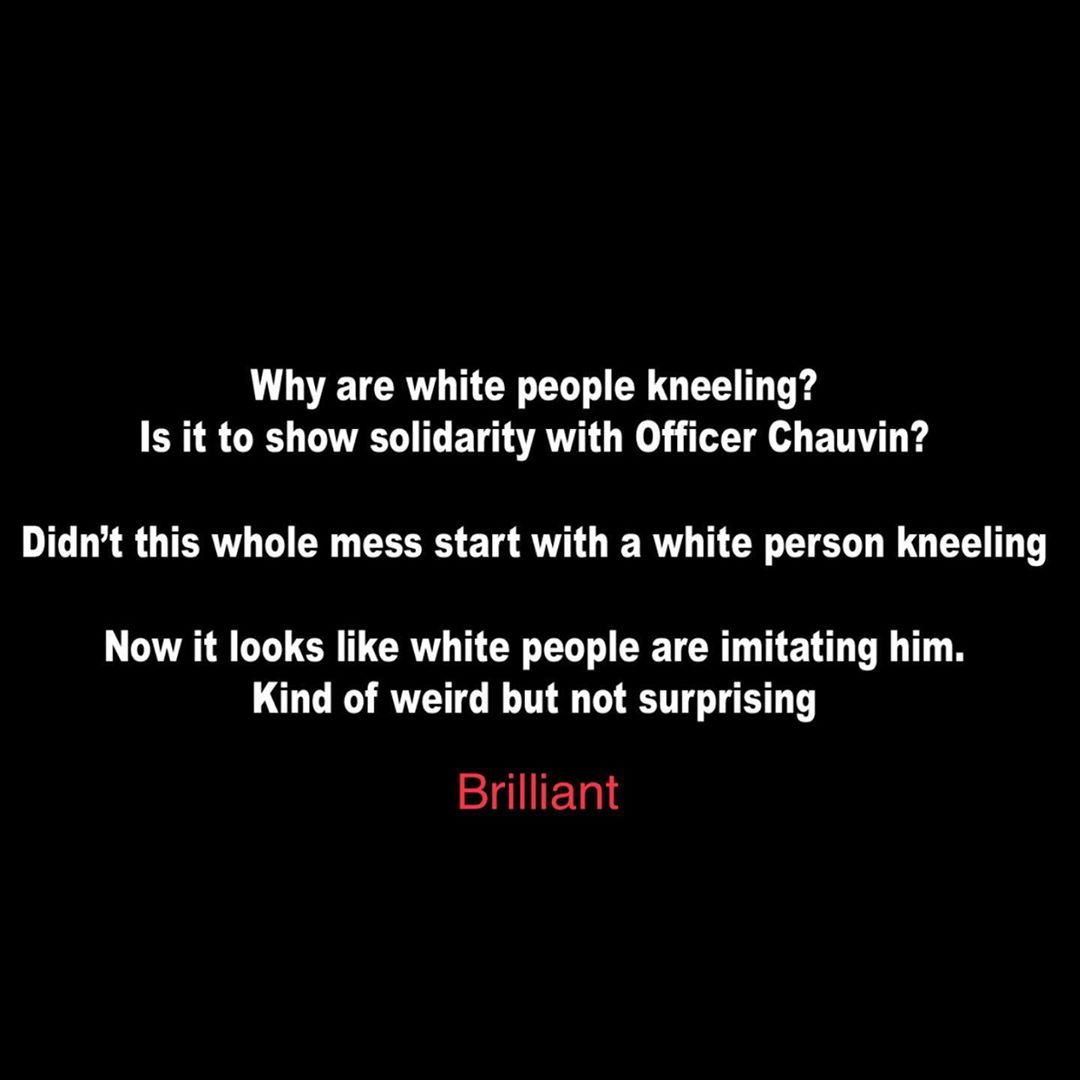 Why are white people kneeling?
Is it to show solidarity with Officer Chauvin?
Didn’t this whole mess start with a white person kneeling
Now it looks like white people are imitating him.
Kind of weird but not surprising
Brilliant